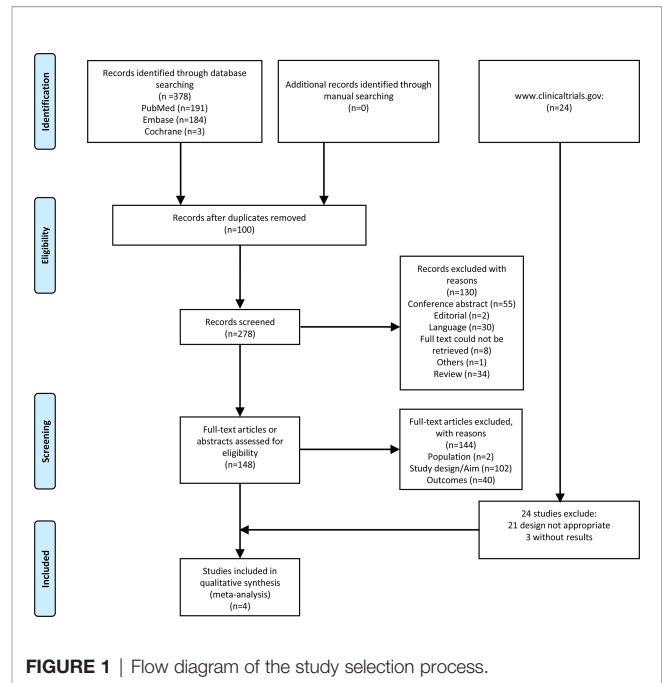 Identification
Records identified through database
searching
(n =378)
PubMed (n=191)
Embase (n=184)
Cochrane (n=3)
Additional records identified through
manual searching
(n=0)
www.clinicaltrials.gov:
(n=24)
Eligibility
Records after duplicates removed
(n=100)
Records screened
(n=278)
Records excluded with
reasons
(n=130)
Conference abstract (n=55)
Editorial (n=2)
Language (n=30)
Full text could not be
retrieved (n=8)
Others (n=1)
Review (n=34)
Screening
Full-text articles or
abstracts assessed for
eligibility
(n=148)
Full-text articles excluded,
with reasons
(n=144)
Population (n=2)
Study design/Aim (n=102)
Outcomes (n=40)
24 studies exclude:
21 design not appropriate
3 without results
Included
Studies included in
qualitative synthesis
(meta-analysis)
(n=4)
FIGURE 1 | Flow diagram of the study selection process.